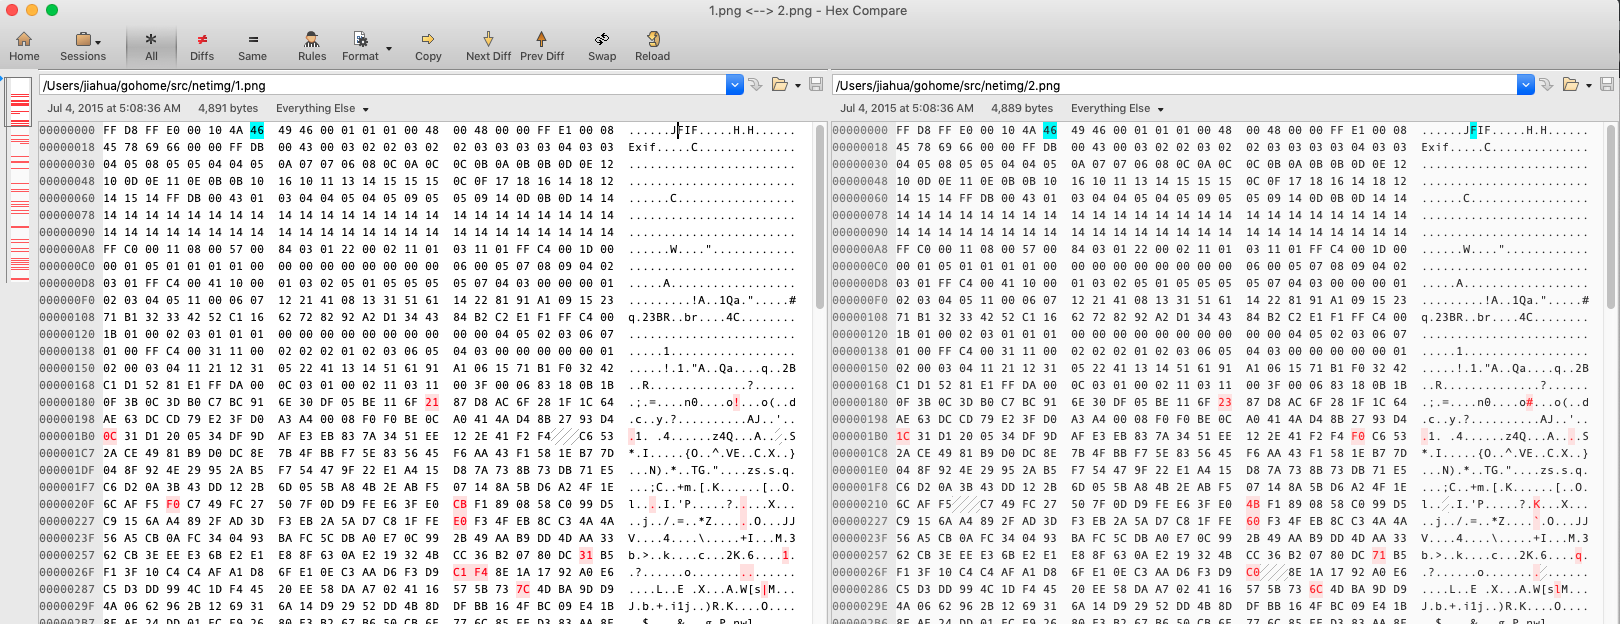 1.png <--> 2.png - Hex Compare
Home Sessions All Diffs Same Rules Format Copy Next Diff Prev Diff Swap Reload
/Users/jiahua/gohome/src/netimg/1.png /Users/jiahua/gohome/src/netimg/2.png
Jul 4, 2015 at 5:08:36 AM 4,891 bytes Everything Else Jul 4, 2015 at 5:08:36 AM 4,889 bytes Everything Else
00000000 FF D8 FF E0 00 10 4A 46 49 46 00 01 01 01 00 48 00 48 00 00 FF E1 00 08 ......JFIF.....H.H...... 00000000 FF D8 FF E0 00 10 4A 46 49 46 00 01 01 01 00 48 00 48 00 00 FF E1 00 08 ......JFIF.....H.H......
00000018 45 78 69 66 00 00 FF DB 00 43 00 03 02 02 03 02 02 03 03 03 03 04 03 03 Exif.....C.............. 00000018 45 78 69 66 00 00 FF DB 00 43 00 03 02 02 03 02 02 03 03 03 03 04 03 03 Exif.....C..............
00000030 04 05 08 05 05 04 04 05 0A 07 07 06 08 0C 0A 0C 0C 0B 0A 0B 0B 0D 0E 12 ........................ 00000030 04 05 08 05 05 04 04 05 0A 07 07 06 08 0C 0A 0C 0C 0B 0A 0B 0B 0D 0E 12 ........................
00000048 10 0D 0E 11 0E 0B 0B 10 16 10 11 13 14 15 15 15 0C 0F 17 18 16 14 18 12 ........................ 00000048 10 0D 0E 11 0E 0B 0B 10 16 10 11 13 14 15 15 15 0C 0F 17 18 16 14 18 12 ........................
00000060 14 15 14 FF DB 00 43 01 03 04 04 05 04 05 09 05 05 09 14 0D 0B 0D 14 14 ......C................. 00000060 14 15 14 FF DB 00 43 01 03 04 04 05 04 05 09 05 05 09 14 0D 0B 0D 14 14 ......C.................
00000078 14 14 14 14 14 14 14 14 14 14 14 14 14 14 14 14 14 14 14 14 14 14 14 14 ........................ 00000078 14 14 14 14 14 14 14 14 14 14 14 14 14 14 14 14 14 14 14 14 14 14 14 14 ........................
00000090 14 14 14 14 14 14 14 14 14 14 14 14 14 14 14 14 14 14 14 14 14 14 14 14 ........................ 00000090 14 14 14 14 14 14 14 14 14 14 14 14 14 14 14 14 14 14 14 14 14 14 14 14 ........................
000000A8 FF C0 00 11 08 00 57 00 84 03 01 22 00 02 11 01 03 11 01 FF C4 00 1D 00 ......W...."............ 000000A8 FF C0 00 11 08 00 57 00 84 03 01 22 00 02 11 01 03 11 01 FF C4 00 1D 00 ......W...."............
000000C0 00 01 05 01 01 01 01 00 00 00 00 00 00 00 00 00 06 00 05 07 08 09 04 02 ........................ 000000C0 00 01 05 01 01 01 01 00 00 00 00 00 00 00 00 00 06 00 05 07 08 09 04 02 ........................
000000D8 03 01 FF C4 00 41 10 00 01 03 02 05 01 05 05 05 05 07 04 03 00 00 00 01 .....A.................. 000000D8 03 01 FF C4 00 41 10 00 01 03 02 05 01 05 05 05 05 07 04 03 00 00 00 01 .....A..................
000000F0 02 03 04 05 11 00 06 07 12 21 41 08 13 31 51 61 14 22 81 91 A1 09 15 23 .........!A..1Qa.".....# 000000F0 02 03 04 05 11 00 06 07 12 21 41 08 13 31 51 61 14 22 81 91 A1 09 15 23 .........!A..1Qa.".....#
00000108 71 B1 32 33 42 52 C1 16 62 72 82 92 A2 D1 34 43 84 B2 C2 E1 F1 FF C4 00 q.23BR..br....4C........ 00000108 71 B1 32 33 42 52 C1 16 62 72 82 92 A2 D1 34 43 84 B2 C2 E1 F1 FF C4 00 q.23BR..br....4C........
00000120 1B 01 00 02 03 01 01 01 00 00 00 00 00 00 00 00 00 00 04 05 02 03 06 07 ........................ 00000120 1B 01 00 02 03 01 01 01 00 00 00 00 00 00 00 00 00 00 04 05 02 03 06 07 ........................
00000138 01 00 FF C4 00 31 11 00 02 02 02 01 02 03 06 05 04 03 00 00 00 00 00 01 .....1.................. 00000138 01 00 FF C4 00 31 11 00 02 02 02 01 02 03 06 05 04 03 00 00 00 00 00 01 .....1..................
00000150 02 03 04 11 21 12 31 05 22 41 13 14 51 61 91 A1 06 15 71 B1 F0 32 42 ....!.1."A..Qa....q..2B 00000150 02 03 04 11 21 12 31 05 22 41 13 14 51 61 91 A1 06 15 71 B1 F0 32 42 ....!.1."A..Qa....q..2B
00000168 C1 D1 52 81 E1 FF DA 00 0C 03 01 00 02 11 03 11 00 3F 00 06 83 18 0B 1B ..R..............?...... 00000168 C1 D1 52 81 E1 FF DA 00 0C 03 01 00 02 11 03 11 00 3F 00 06 83 18 0B 1B ..R..............?......
00000180 0F 3B 0C 3D B0 C7 BC 91 6E 30 DF 05 BE 11 6F 21 87 D8 AC 6F 28 1F 1C 64 .;.=....n0....o!...o(..d 00000180 0F 3B 0C 3D B0 C7 BC 91 6E 30 DF 05 BE 11 6F 23 87 D8 AC 6F 28 1F 1C 64 .;.=....n0....o#...o(..d
00000198 AE 63 DC CD 79 E2 3F D0 A3 A4 00 08 F0 F0 BE 0C A0 41 4A D4 8B 27 93 D4 .c..y.?..........AJ..'.. 00000198 AE 63 DC CD 79 E2 3F D0 A3 A4 00 08 F0 F0 BE 0C A0 41 4A D4 8B 27 93 D4 .c..y.?..........AJ..'..
000001B0 0C 31 D1 20 05 34 DF 9D AF E3 EB 83 7A 34 51 EE 12 2E 41 F2 F4 C6 53 .1. .4......z4Q...A...S 000001B0 1C 31 D1 20 05 34 DF 9D AF E3 EB 83 7A 34 51 EE 12 2E 41 F2 F4 F0 C6 53 .1. .4......z4Q...A....S
000001C7 2A CE 49 81 B9 D0 DC 8E 7B 4F BB F7 5E 83 56 45 F6 AA 43 F1 58 1E B7 7D *.I.....{O..^.VE..C.X..} 000001C8 2A CE 49 81 B9 D0 DC 8E 7B 4F BB F7 5E 83 56 45 F6 AA 43 F1 58 1E B7 7D *.I.....{O..^.VE..C.X..}
000001DF 04 8F 92 4E 29 95 2A B5 F7 54 47 9F 22 E1 A4 15 D8 7A 73 8B 73 DB 71 E5 ...N).*..TG."....zs.s.q. 000001E0 04 8F 92 4E 29 95 2A B5 F7 54 47 9F 22 E1 A4 15 D8 7A 73 8B 73 DB 71 E5 ...N).*..TG."....zs.s.q.
000001F7 C6 D2 0A 3B 43 DD 12 2B 6D 05 5B A8 4B 2E AB F5 07 14 8A 5B D6 A2 4F 1E ...;C..+m.[.K......[..O. 000001F8 C6 D2 0A 3B 43 DD 12 2B 6D 05 5B A8 4B 2E AB F5 07 14 8A 5B D6 A2 4F 1E ...;C..+m.[.K......[..O.
0000020F 6C AF F5 F0 C7 49 FC 27 50 7F 0D D9 FE E6 3F E0 CB F1 89 08 58 C0 99 D5 l....I.'P.....?.....X... 00000210 6C AF F5 C7 49 FC 27 50 7F 0D D9 FE E6 3F E0 4B F1 89 08 58 C0 99 D5 l...I.'P.....?.K...X...
00000227 C9 15 6A A4 89 2F AD 3D F3 EB 2A 5A D7 C8 1F FE E0 F3 4F EB 8C C3 4A 4A ..j../.=..*Z......O...JJ 00000227 C9 15 6A A4 89 2F AD 3D F3 EB 2A 5A D7 C8 1F FE 60 F3 4F EB 8C C3 4A 4A ..j../.=..*Z....`.O...JJ
0000023F 56 A5 CB 0A FC 34 04 93 BA FC 5C DB A0 E7 0C 99 2B 49 AA B9 DD 4D AA 33 V....4....\.....+I...M.3 0000023F 56 A5 CB 0A FC 34 04 93 BA FC 5C DB A0 E7 0C 99 2B 49 AA B9 DD 4D AA 33 V....4....\.....+I...M.3
00000257 62 CB 3E EE E3 6B E2 E1 E8 8F 63 0A E2 19 32 4B CC 36 B2 07 80 DC 31 B5 b.>..k....c...2K.6....1. 00000257 62 CB 3E EE E3 6B E2 E1 E8 8F 63 0A E2 19 32 4B CC 36 B2 07 80 DC 71 B5 b.>..k....c...2K.6....q.
0000026F F1 3F 10 C4 C4 AF A1 D8 6F E1 0E C3 AA D6 F3 D9 C1 F4 8E 1A 17 92 A0 E6 .?......o............... 0000026F F1 3F 10 C4 C4 AF A1 D8 6F E1 0E C3 AA D6 F3 D9 C0 8E 1A 17 92 A0 E6 .?......o..............
00000287 C5 D3 DD 99 4C 1D F4 45 20 EE 58 DA A7 02 41 16 57 5B 73 7C 4D BA 9D D9 ....L..E .X...A.W[s|M... 00000286 C5 D3 DD 99 4C 1D F4 45 20 EE 58 DA A7 02 41 16 57 5B 73 6C 4D BA 9D D9 ....L..E .X...A.W[slM...
0000029F 4A 06 62 96 2B 12 69 31 6A 14 D9 29 52 DD 4B 8D DF BB 16 4F BC 09 E4 1B J.b.+.i1j..)R.K....O.... 0000029E 4A 06 62 96 2B 12 69 31 6A 14 D9 29 52 DD 4B 8D DF BB 16 4F BC 09 E4 1B J.b.+.i1j..)R.K....O....